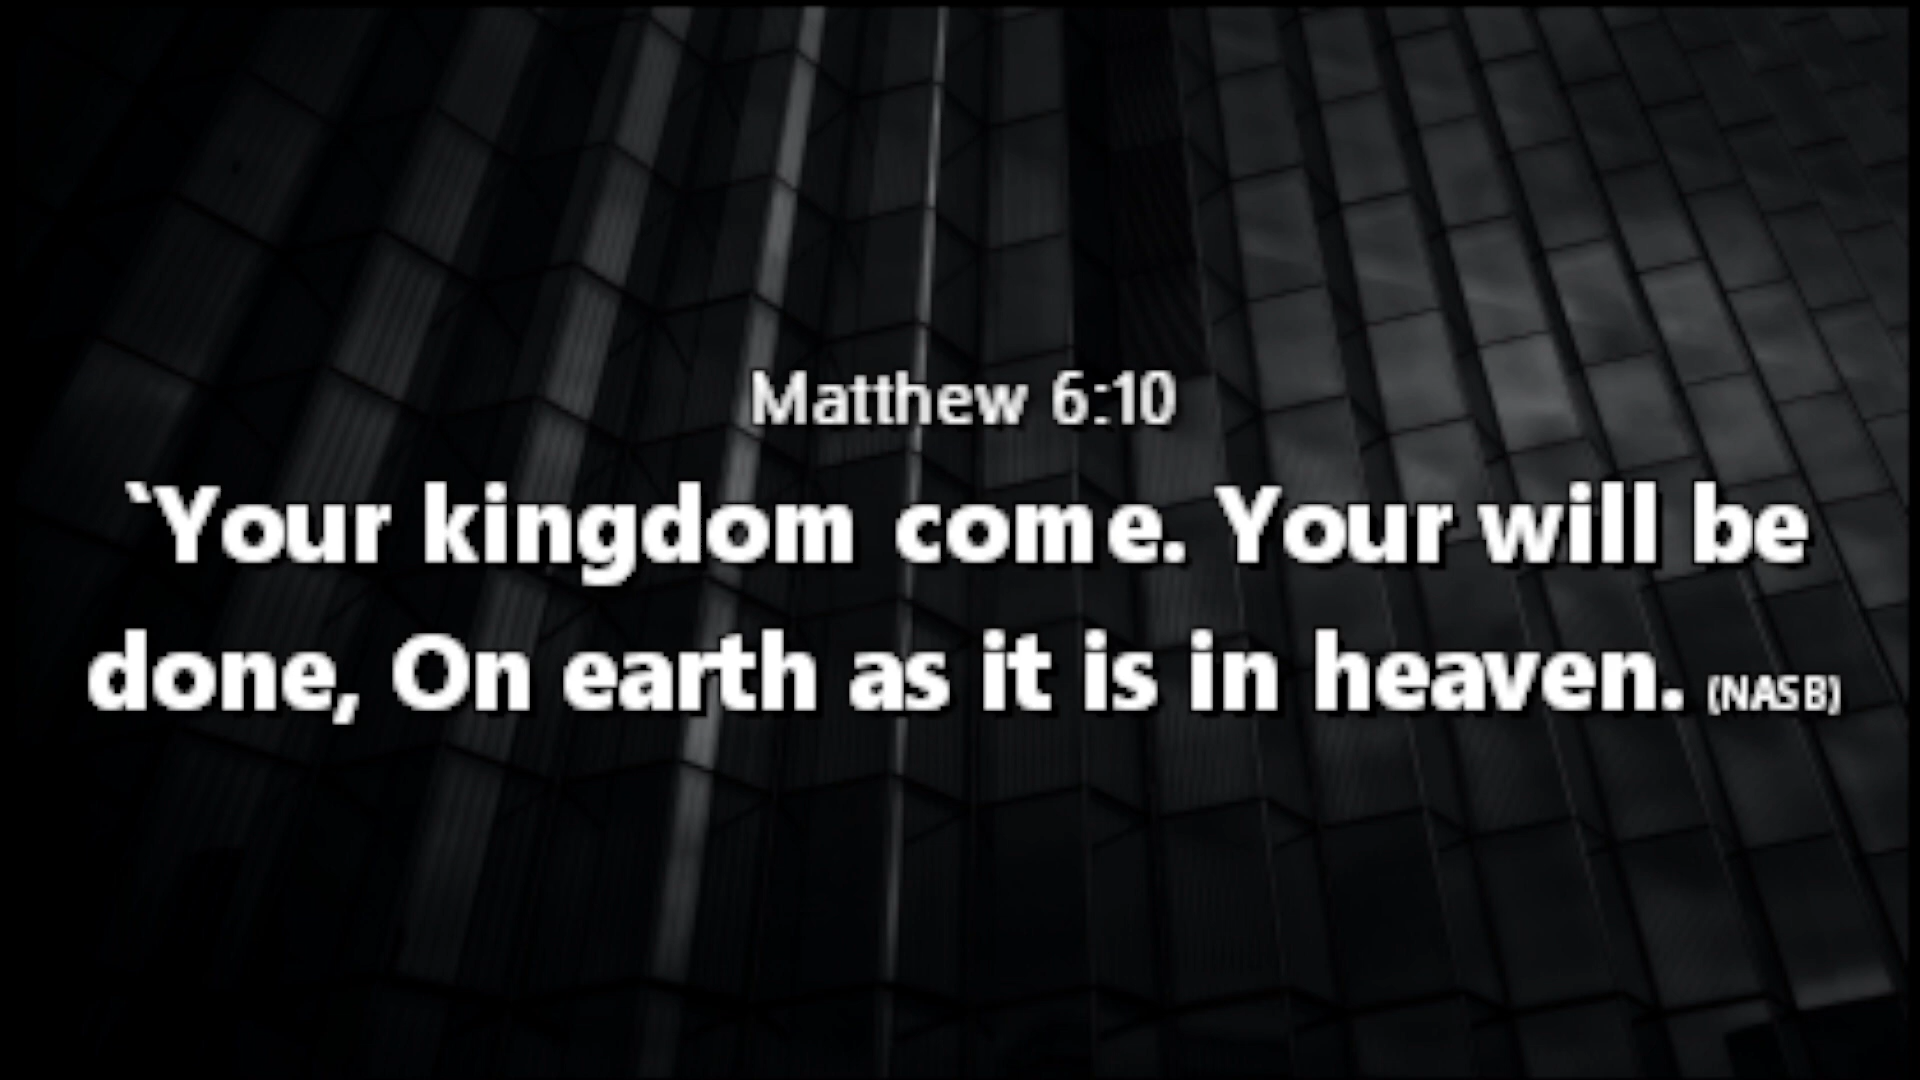 Matthew 6:10
`Your kingdom come. Your will be
done, On earth as it is in heaven. (NASB)